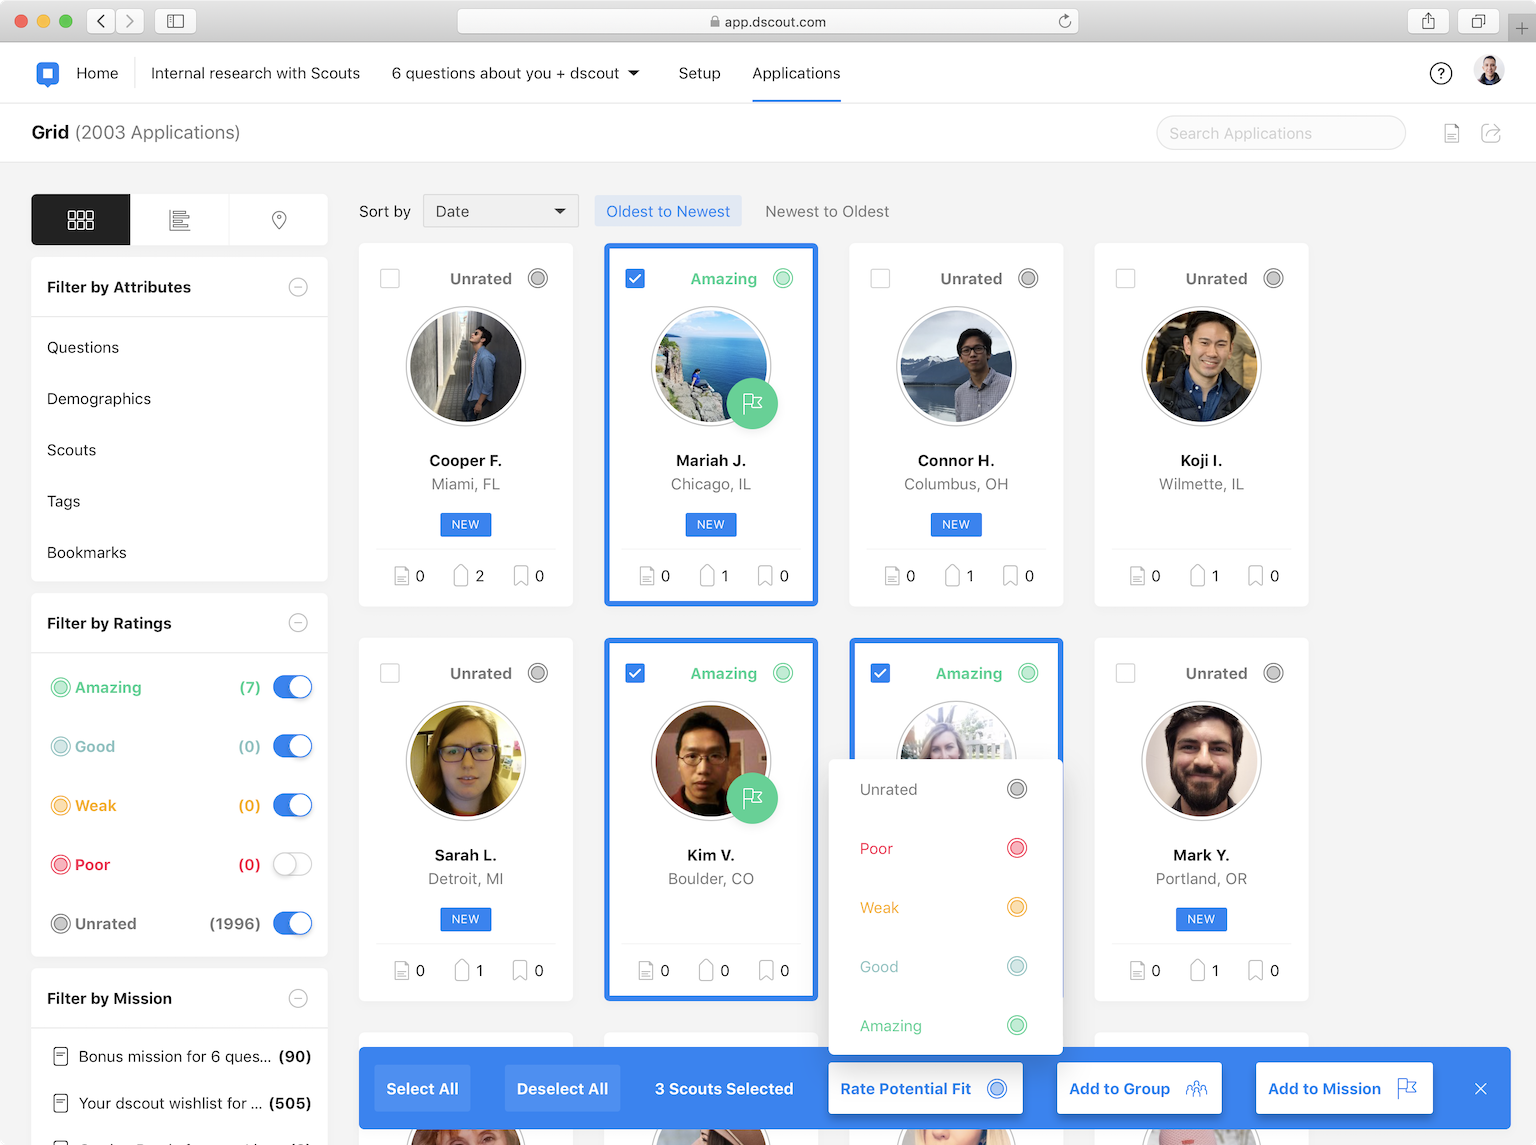 app.dscout.com
Home
Internal research with Scouts
6 questions about you + dscout
Setup
Applications
?
Grid (2003 Applications)
Search Applications
Sort by
Date
Oldest to Newest
Newest to Oldest
Filter by Attributes
Questions
Demographics
Scouts
Tags
Bookmarks
Filter by Ratings
Amazing (7)
Good (0)
Weak (0)
Poor (0)
Unrated (1996)
Filter by Mission
Bonus mission for 6 ques... (90)
Your dscout wishlist for ... (505)
Unrated
Cooper F.
Miami, FL
NEW
0 2 0
Amazing
Mariah J.
Chicago, IL
NEW
0 1 0
Unrated
Connor H.
Columbus, OH
NEW
0 1 0
Unrated
Koji I.
Wilmette, IL
0 1 0
Unrated
Sarah L.
Detroit, MI
NEW
0 1 0
Amazing
Kim V.
Boulder, CO
0 0 0
Amazing
Unrated
Poor
Weak
Good
Amazing
Unrated
Mark Y.
Portland, OR
NEW
0 1 0
Select All
Deselect All
3 Scouts Selected
Rate Potential Fit
Add to Group
Add to Mission